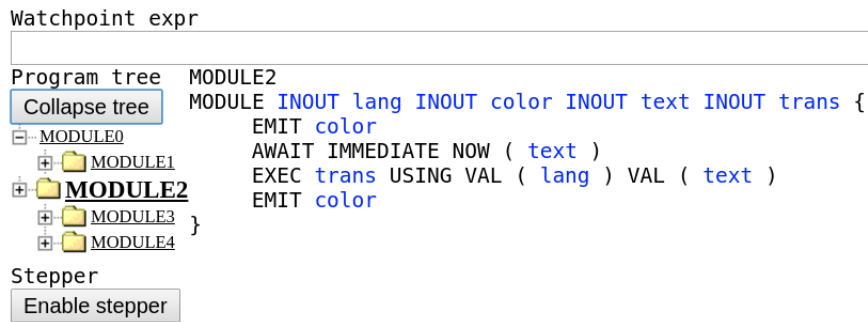 Watchpoint expr
Program tree
Collapse tree
MODULE0
MODULE1
MODULE2
MODULE3
MODULE4
MODULE2
MODULE INOUT lang INOUT color INOUT text INOUT trans {
EMIT color
AWAIT IMMEDIATE NOW ( text )
EXEC trans USING VAL ( lang ) VAL ( text )
EMIT color
}
Stepper
Enable stepper